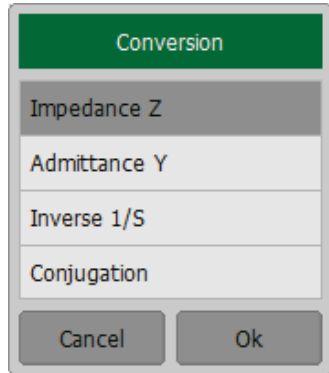 Conversion
Impedance Z
Admittance Y
Inverse 1/S
Conjugation
Cancel Ok